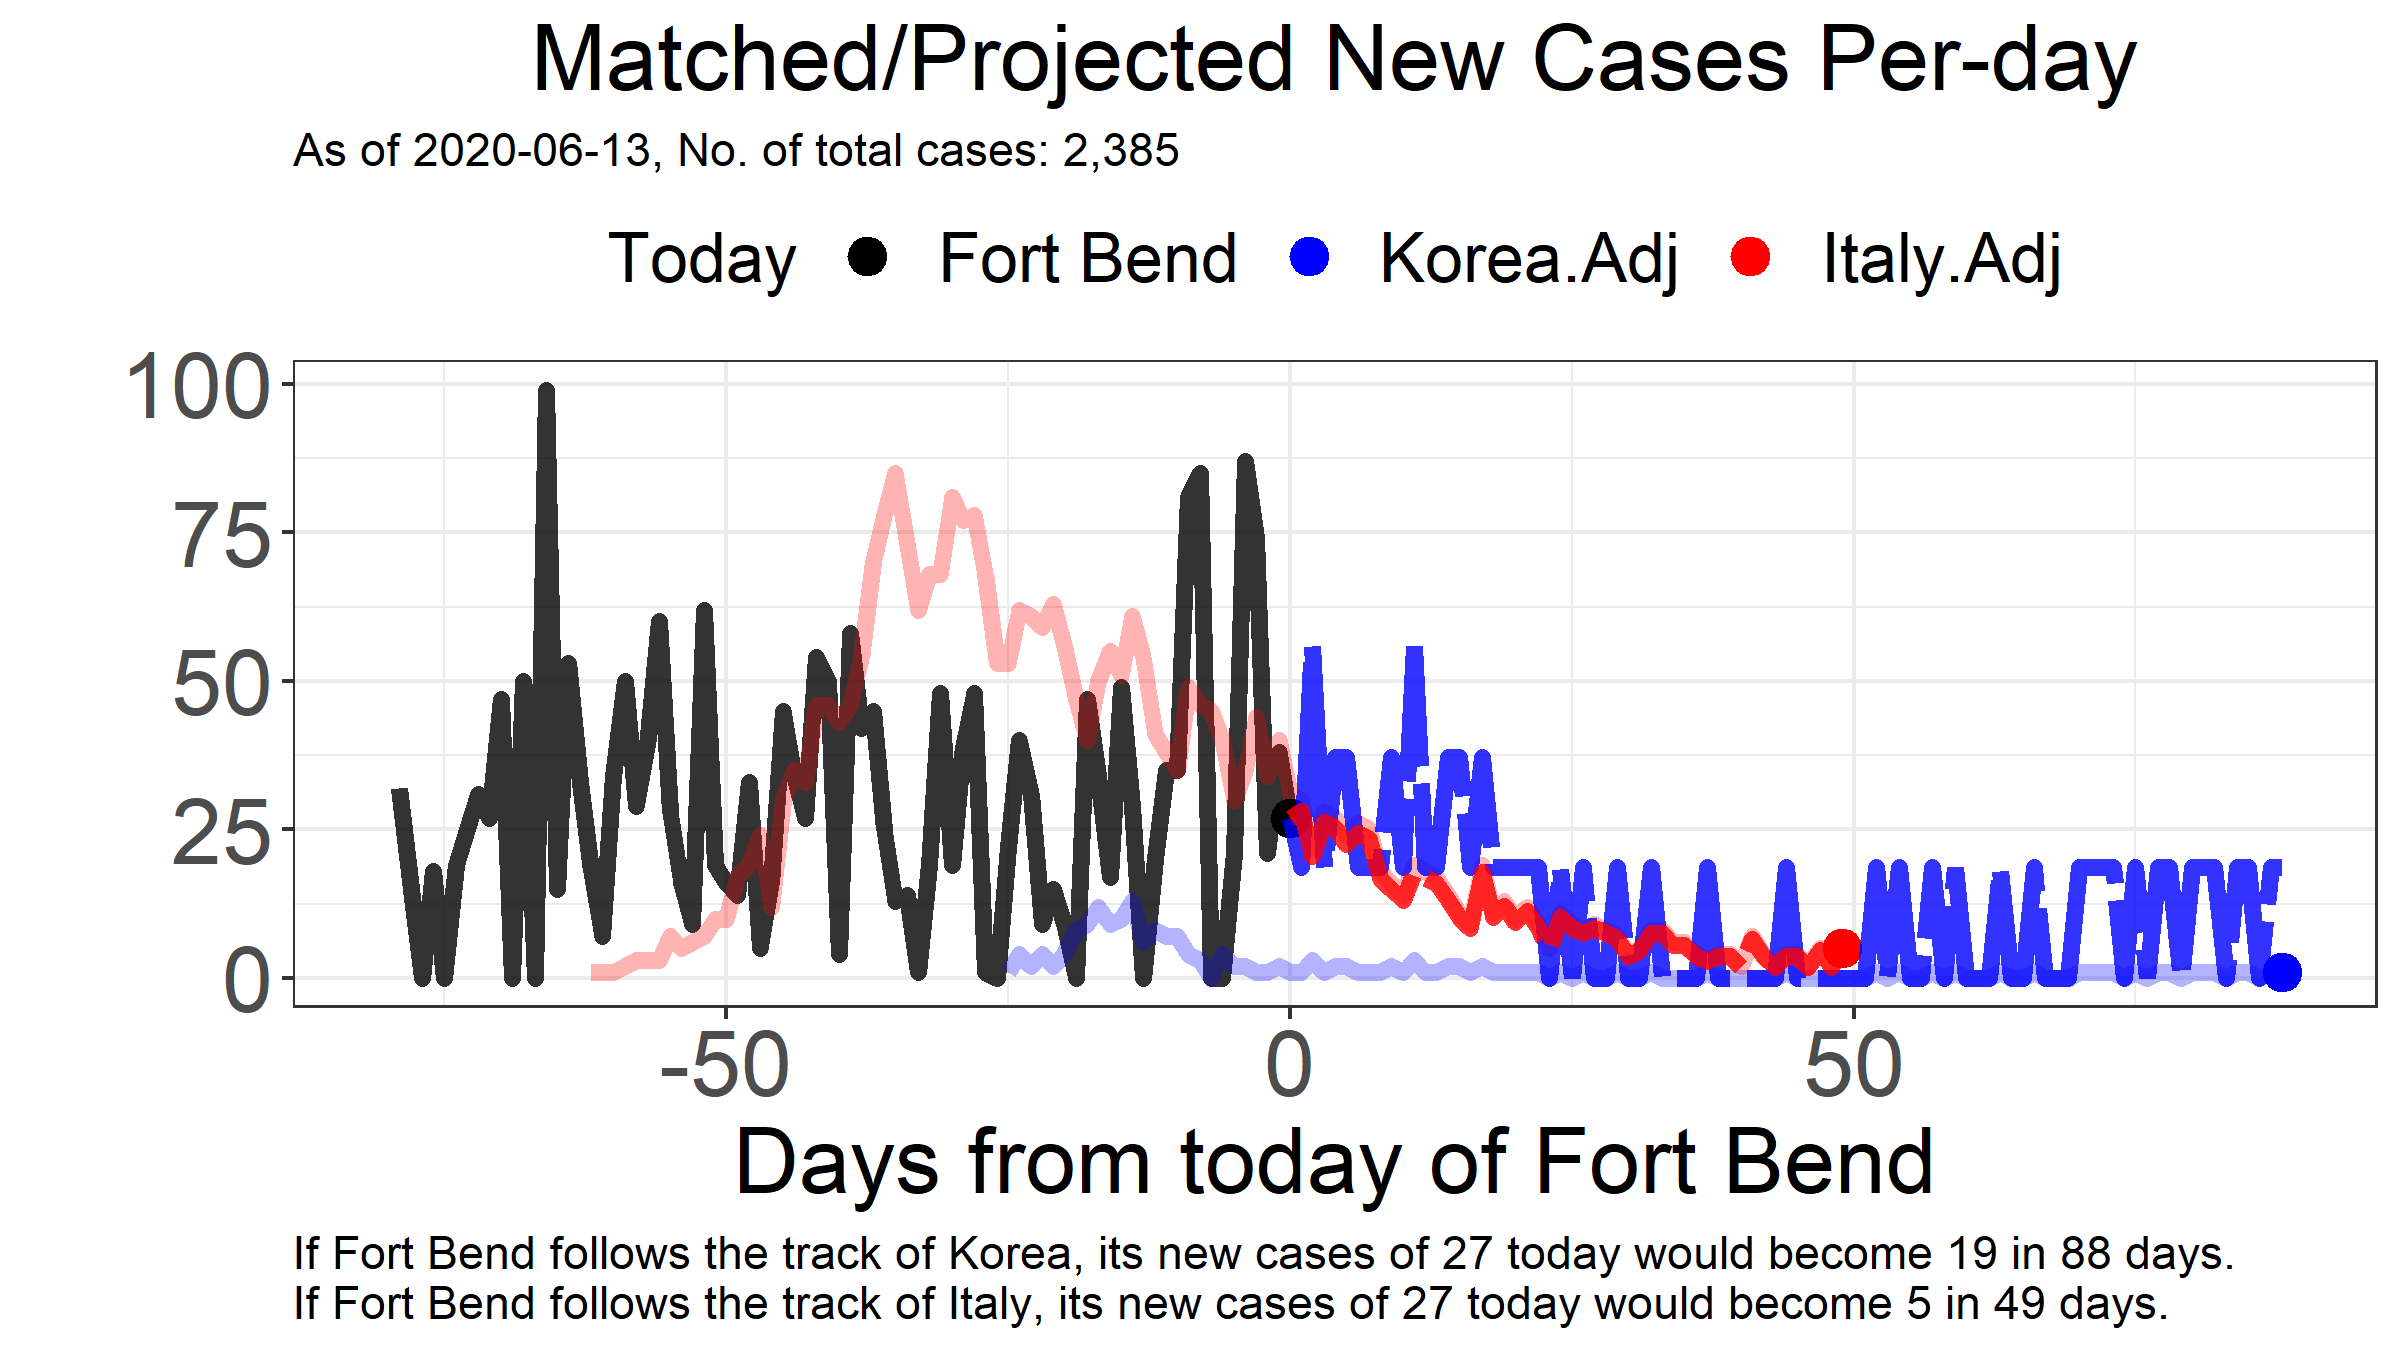 Matched/Projected New Cases Per-day
As of 2020-06-13, No. of total cases: 2,385
Today Fort Bend Korea.Adj Italy.Adj
100
75
50
25
0
-50 0 50
Days from today of Fort Bend
If Fort Bend follows the track of Korea, its new cases of 27 today would become 19 in 88 days.
If Fort Bend follows the track of Italy, its new cases of 27 today would become 5 in 49 days.